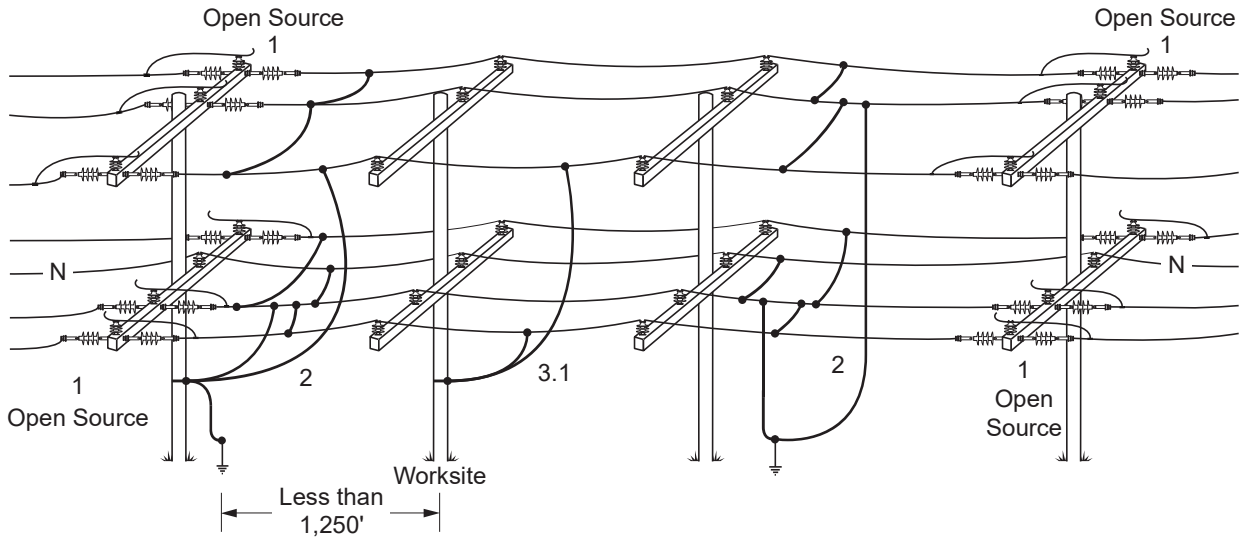 Open Source
1
Open Source
1
N
N
1
Open Source
2
3.1
2
1
Open
Source
Worksite
Less than
1,250'